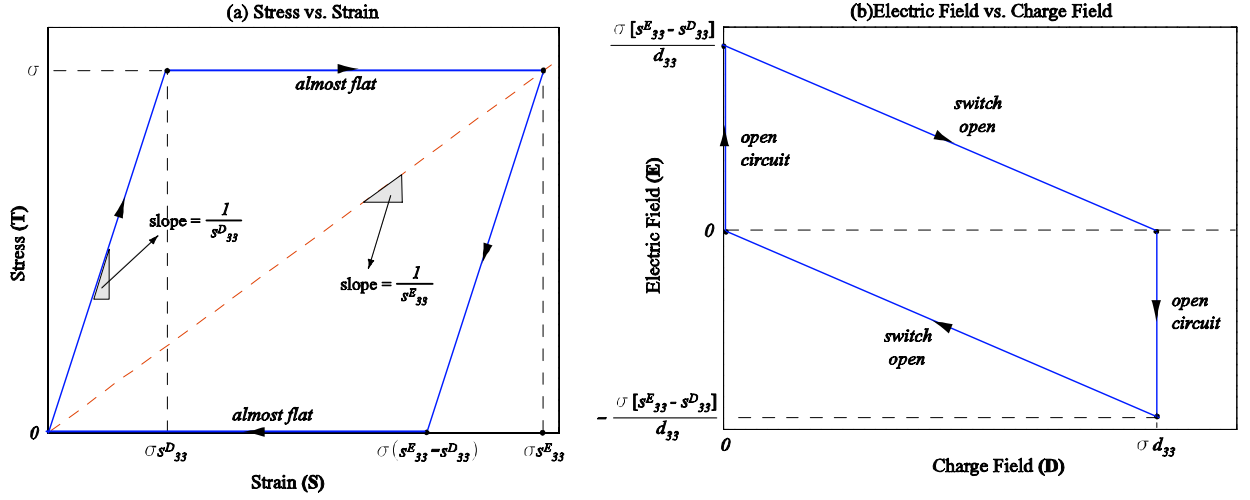 (a) Stress vs. Strain
σ
almost flat
slope = 1
s^D_33
slope = 1
s^E_33
Stress (T)
almost flat
0
σs^D_33
σ(s^E_33-s^D_33)
σs^E_33
Strain (S)
(b)Electric Field vs. Charge Field
σ [s^E_33- s^D_33]
d_33
switch
open
open
circuit
Electric Field (E)
0
open
circuit
switch
open
- σ [s^E_33- s^D_33]
d_33
0
σ d_33
Charge Field (D)